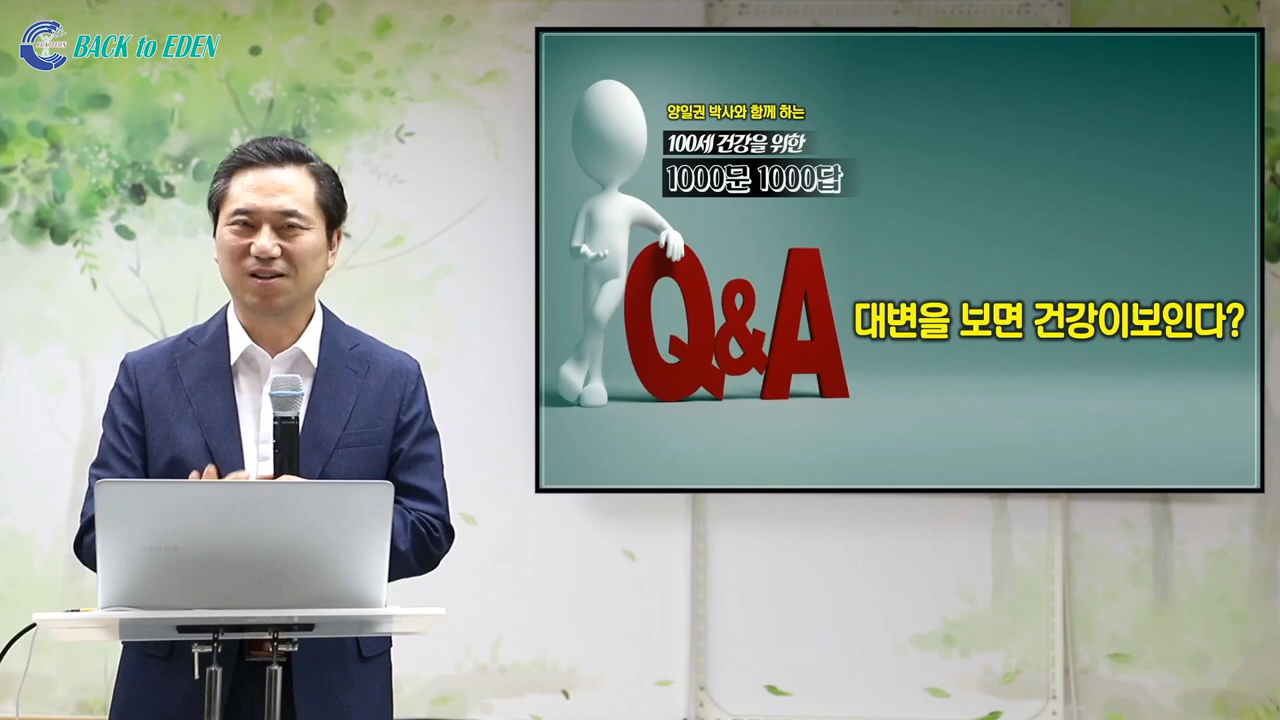 BACK to EDEN
양일권 박사와 함께 하는
100세 건강을 위한
1000문 1000답
Q&A
대변을 보면 건강이보인다?